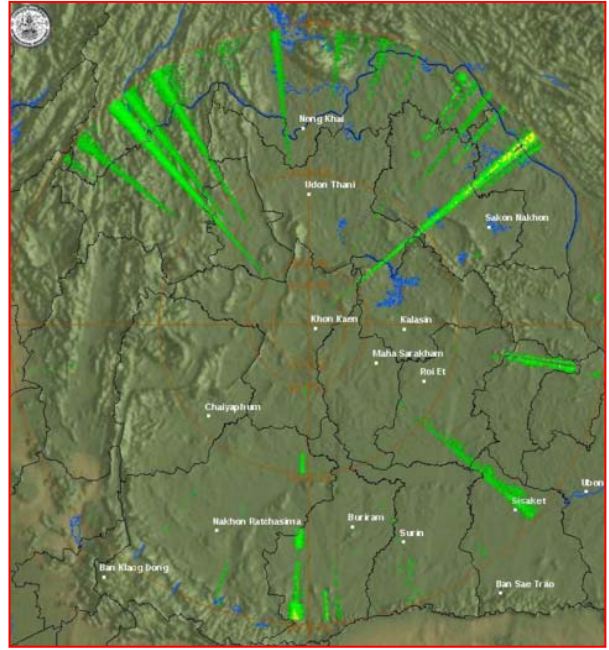 Nong Khai
Udon Thani
Sakon Nakhon
Khon Kaen
Kalasin
Maha Sarakham
Roi Et
Chaiyaphum
Ubon
Sisaket
Nakhon Ratchasima
Buriram
Surin
Ban Klang Dong
Ban Sae Trao